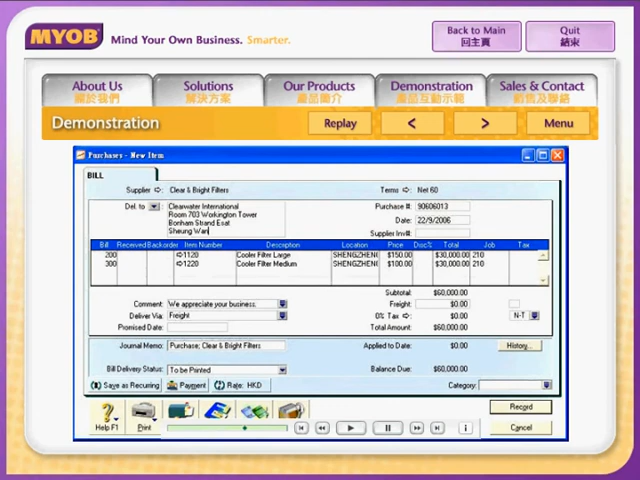 MYOB Mind Your Own Business. Smarter.
Back to Main
回主頁
Quit
結束
About Us
關於我們
Solutions
解決方案
Our Products
產品簡介
Demonstration
產品互動示範
Sales & Contact
銷售及聯絡
Demonstration
Replay < > Menu
Purchases - New Item
BILL
Supplier Clear & Bright Filters Terms Net 60
Del. to Clearwater International
Room 703 Workington Tower
Bonham Strand Esat
Sheung Wan
Purchase #: 90606013
Date: 22/9/2006
Supplier Inv#:
Bill Received Backorder Item Number Description Location Price Disc% Total Job Tax
200 1120 Cooler Filter Large SHENGZHEN $150.00 $30,000.00 210
300 1220 Cooler Filter Medium SHENGZHEN $100.00 $30,000.00 210
Subtotal: $60,000.00
Comment: We appreciate your business. Freight: $0.00
Deliver Via: Freight 0% Tax $0.00 N-T
Promised Date: Total Amount: $60,000.00
Journal Memo: Purchase; Clear & Bright Filters Applied to Date: $0.00 History...
Bill Delivery Status: To be Printed Balance Due: $60,000.00
Save as Recurring Payment Rate: HKD Category:
Help F1 Print Record
Cancel